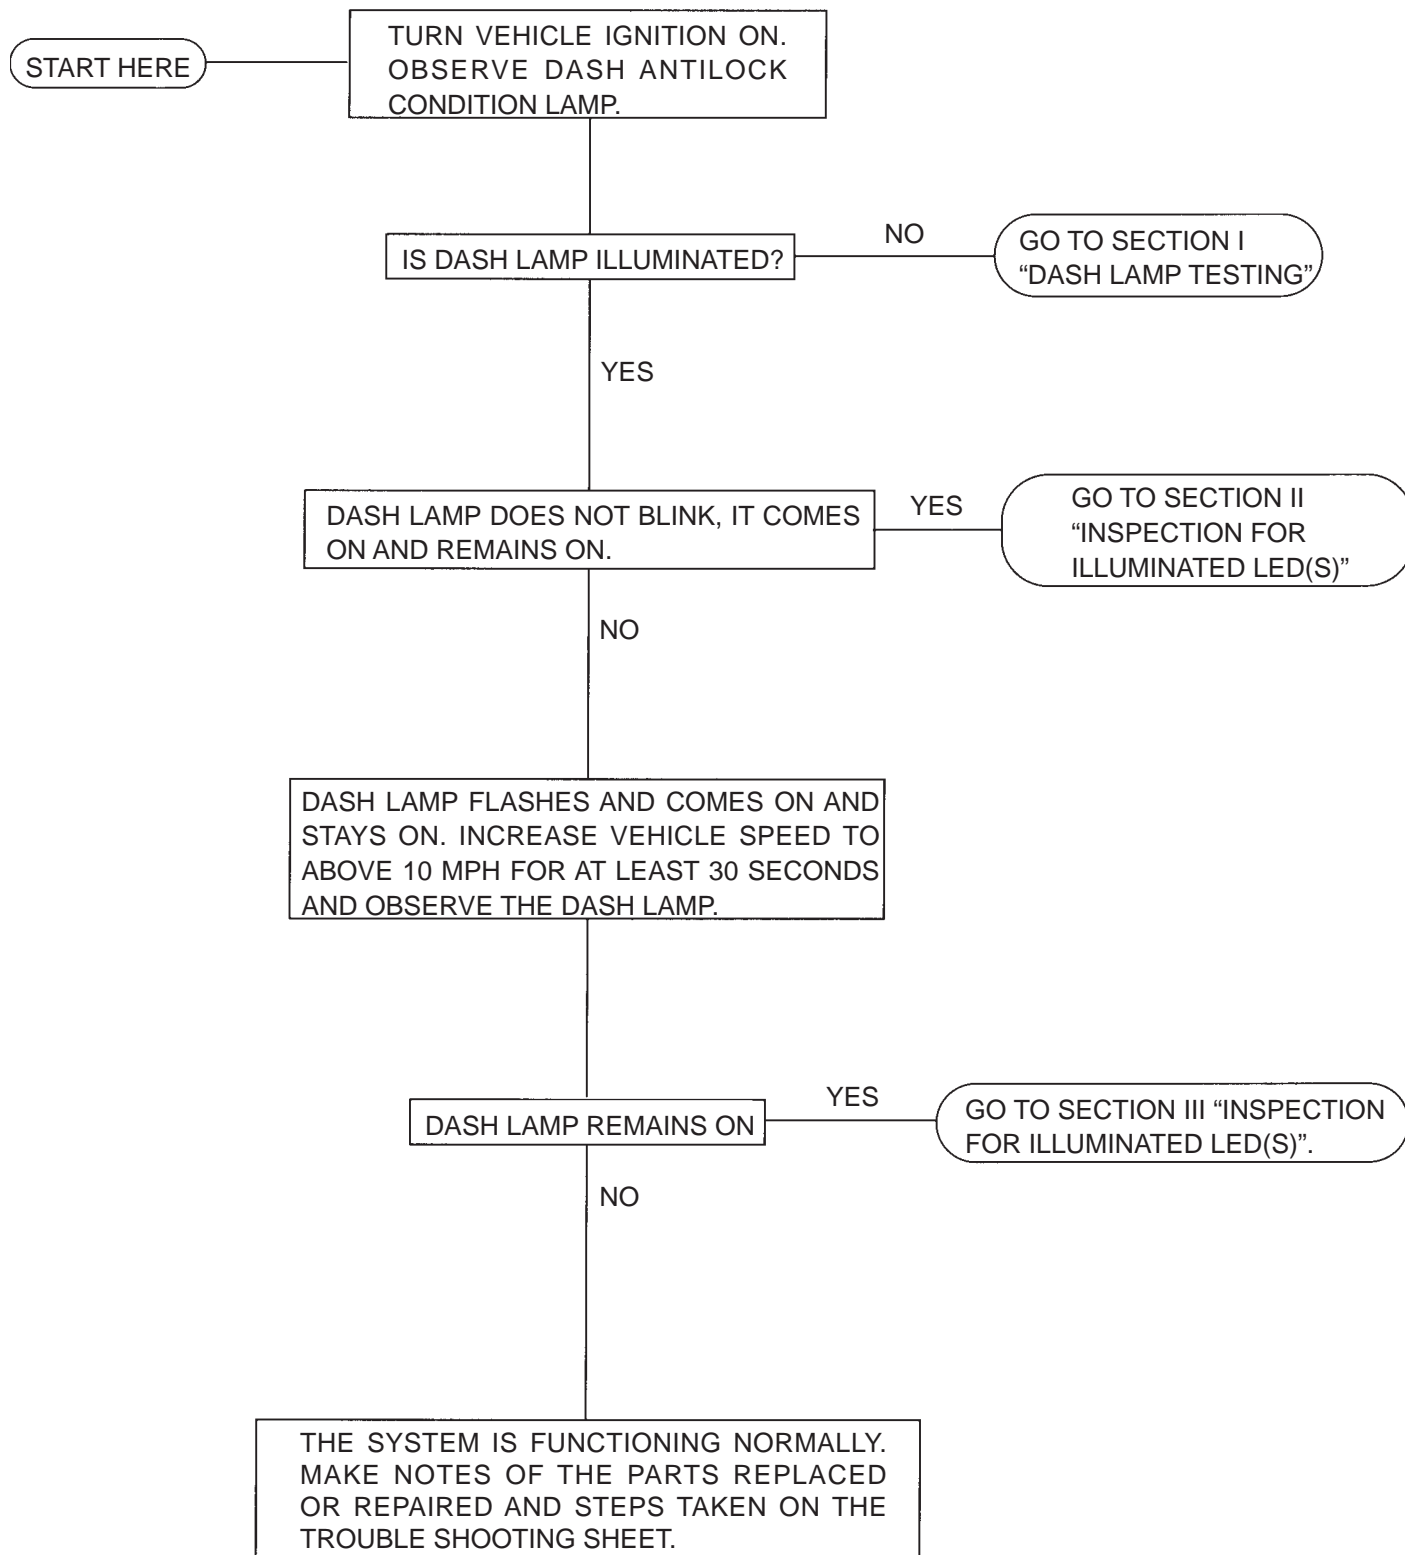 START HERE
TURN VEHICLE IGNITION ON.
OBSERVE DASH ANTILOCK
CONDITION LAMP.
IS DASH LAMP ILLUMINATED?
NO
GO TO SECTION I
“DASH LAMP TESTING”
YES
DASH LAMP DOES NOT BLINK, IT COMES
ON AND REMAINS ON.
YES
GO TO SECTION II
“INSPECTION FOR
ILLUMINATED LED(S)”
NO
DASH LAMP FLASHES AND COMES ON AND
STAYS ON. INCREASE VEHICLE SPEED TO
ABOVE 10 MPH FOR AT LEAST 30 SECONDS
AND OBSERVE THE DASH LAMP.
DASH LAMP REMAINS ON
YES
GO TO SECTION III “INSPECTION
FOR ILLUMINATED LED(S)”.
NO
THE SYSTEM IS FUNCTIONING NORMALLY.
MAKE NOTES OF THE PARTS REPLACED
OR REPAIRED AND STEPS TAKEN ON THE
TROUBLE SHOOTING SHEET.